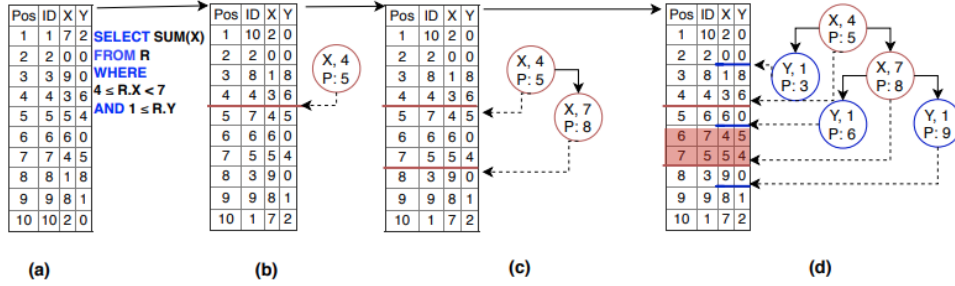 Pos ID X Y
1 1 7 2
2 2 0 0
3 3 9 0
4 4 3 6
5 5 5 4
6 6 6 0
7 7 4 5
8 8 1 8
9 9 8 1
10 10 2 0
SELECT SUM(X)
FROM R
WHERE
4 ≤ R.X < 7
AND 1 ≤ R.Y
(a)
Pos ID X Y
1 10 2 0
2 2 0 0
3 8 1 8
4 4 3 6
5 7 4 5
6 6 6 0
7 5 5 4
8 3 9 0
9 9 8 1
10 1 7 2
X, 4
P: 5
(b)
Pos ID X Y
1 10 2 0
2 2 0 0
3 8 1 8
4 4 3 6
5 7 4 5
6 6 6 0
7 5 5 4
8 3 9 0
9 9 8 1
10 1 7 2
X, 4
P: 5
X, 7
P: 8
(c)
Pos ID X Y
1 10 2 0
2 2 0 0
3 8 1 8
4 4 3 6
5 6 6 0
6 7 4 5
7 5 5 4
8 3 9 0
9 9 8 1
10 1 7 2
X, 4
P: 5
Y, 1
P: 3
X, 7
P: 8
Y, 1
P: 6
Y, 1
P: 9
(d)